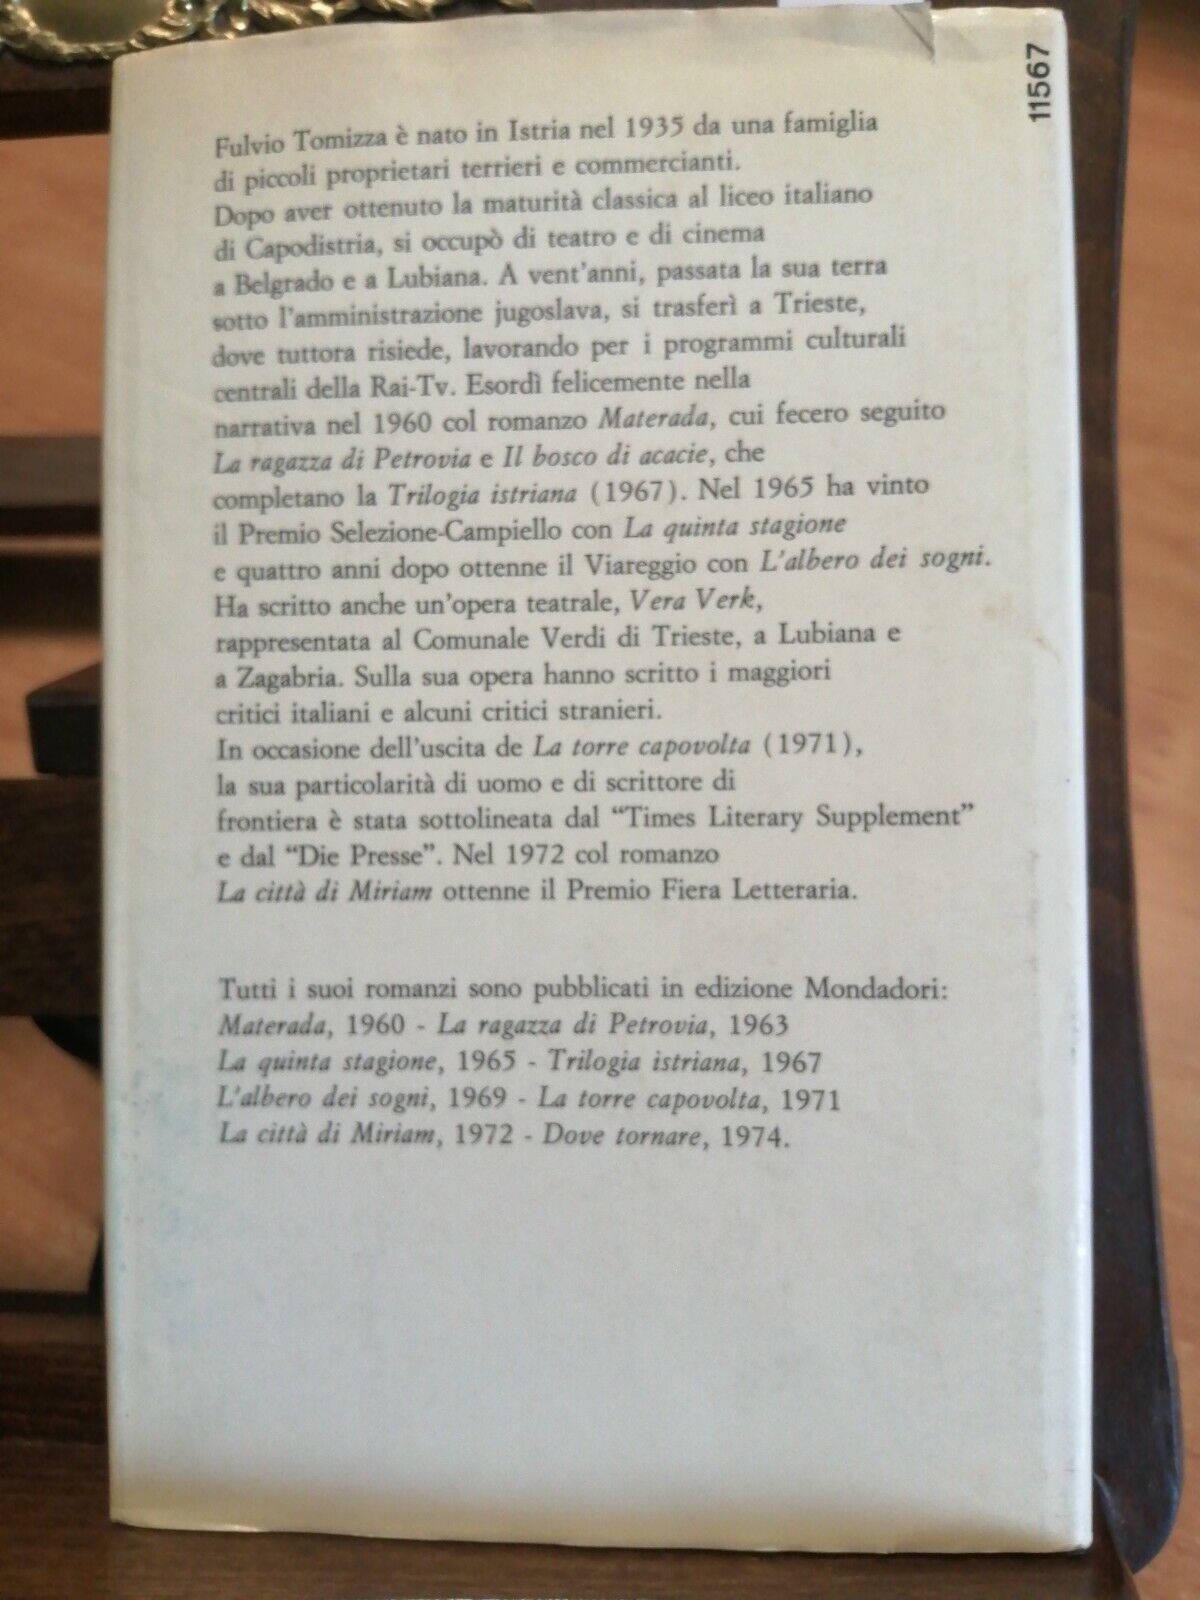 11567
Fulvio Tomizza è nato in Istria nel 1935 da una famiglia
di piccoli proprietari terrieri e commercianti.
Dopo aver ottenuto la maturità classica al liceo italiano
di Capodistria, si occupò di teatro e di cinema
a Belgrado e a Lubiana. A vent'anni, passata la sua terra
sotto l'amministrazione jugoslava, si trasferì a Trieste,
dove tuttora risiede, lavorando per i programmi culturali
centrali della Rai-Tv. Esordì felicemente nella
narrativa nel 1960 col romanzo Materada, cui fecero seguito
La ragazza di Petrovia e Il bosco di acacie, che
completano la Trilogia istriana (1967). Nel 1965 ha vinto
il Premio Selezione-Campiello con La quinta stagione
e quattro anni dopo ottenne il Viareggio con L'albero dei sogni.
Ha scritto anche un'opera teatrale, Vera Verk,
rappresentata al Comunale Verdi di Trieste, a Lubiana e
a Zagabria. Sulla sua opera hanno scritto i maggiori
critici italiani e alcuni critici stranieri.
In occasione dell'uscita de La torre capovolta (1971),
la sua particolarità di uomo e di scrittore di
frontiera è stata sottolineata dal “Times Literary Supplement”
e dal “Die Presse”. Nel 1972 col romanzo
La città di Miriam ottenne il Premio Fiera Letteraria.
Tutti i suoi romanzi sono pubblicati in edizione Mondadori:
Materada, 1960 - La ragazza di Petrovia, 1963
La quinta stagione, 1965 - Trilogia istriana, 1967
L'albero dei sogni, 1969 - La torre capovolta, 1971
La città di Miriam, 1972 - Dove tornare, 1974.